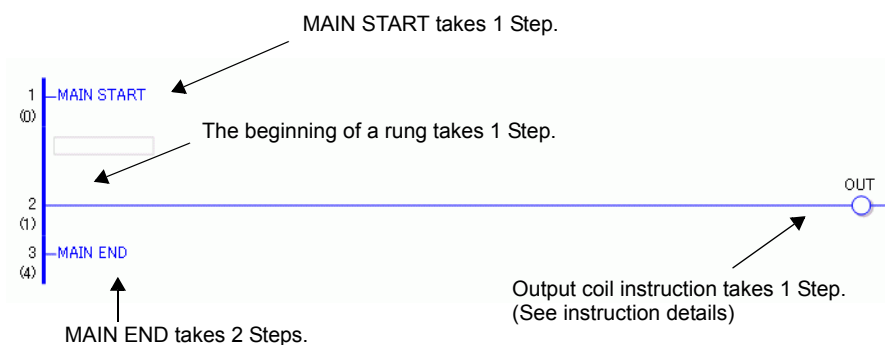 MAIN START takes 1 Step.
1
MAIN START
(0)
The beginning of a rung takes 1 Step.
OUT
2
(1)
3
MAIN END
(4)
Output coil instruction takes 1 Step.
(See instruction details)
MAIN END takes 2 Steps.